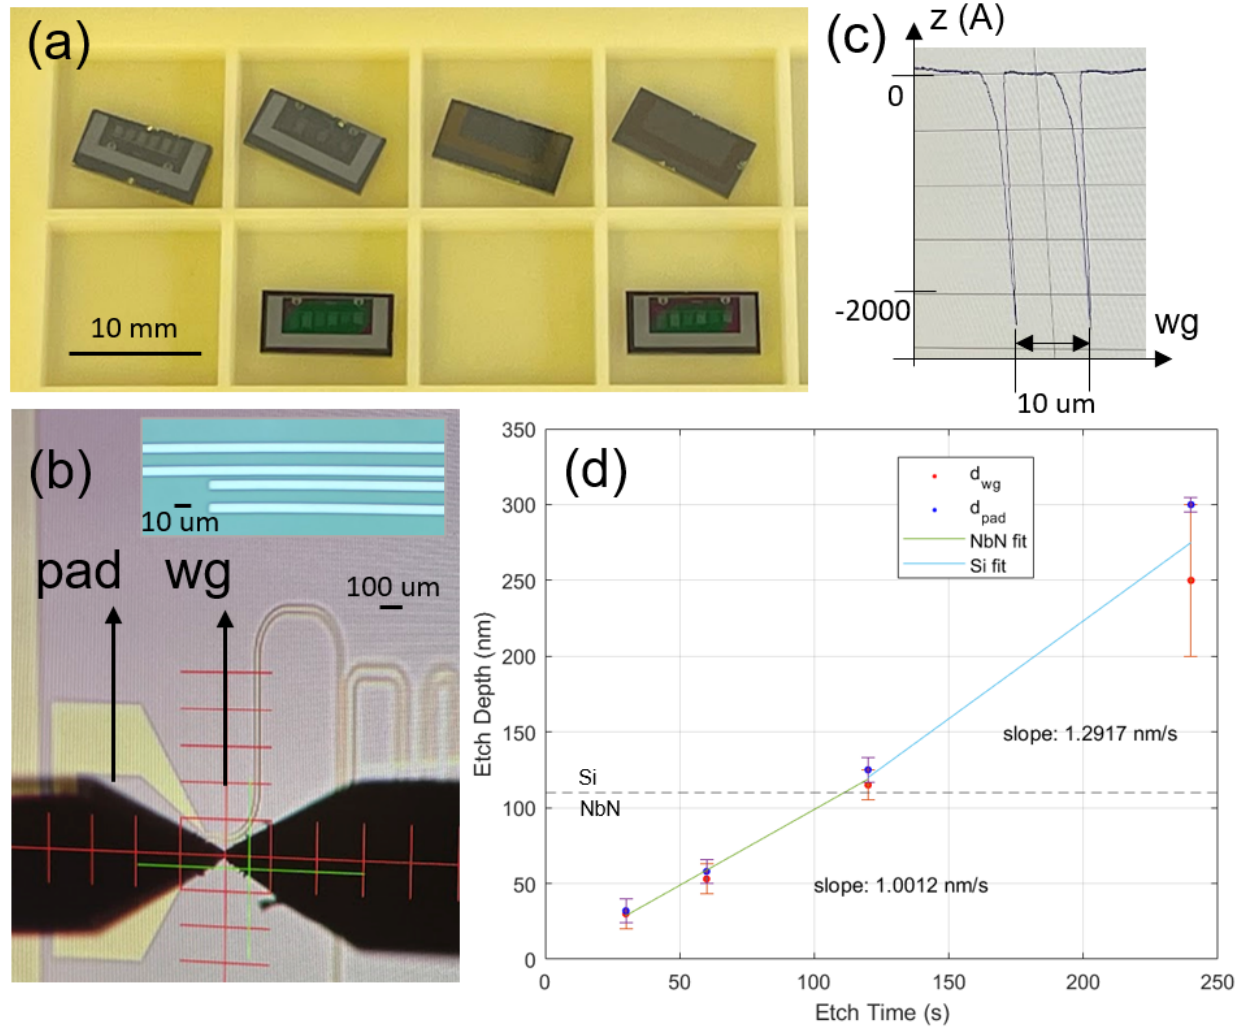 (a)
10 mm
(c)
z (A)
0
-2000
wg
10 um
(b)
10 um
pad
wg
100 um
(d)
350
300
250
200
150
100
50
0
Etch Depth (nm)
d_wg
d_pad
NbN fit
Si fit
slope: 1.2917 nm/s
Si
NbN
slope: 1.0012 nm/s
0
50
100
150
200
250
Etch Time (s)